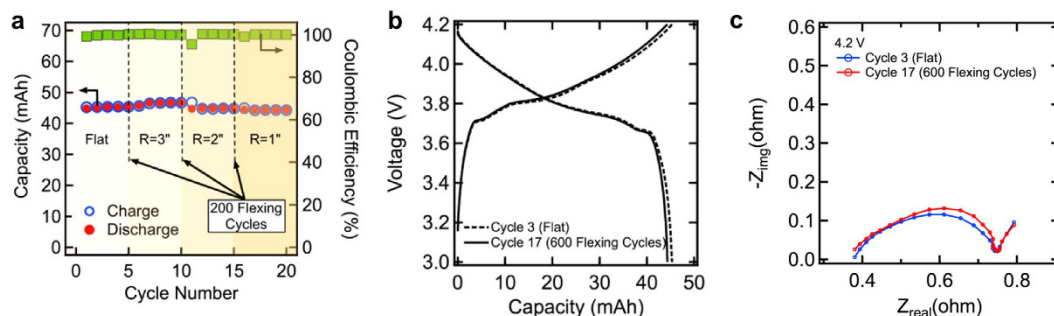 a
70
60
50
40
30
20
10
0
Capacity (mAh)
Flat
R=3"
R=2"
R=1"
200 Flexing
Cycles
Charge
Discharge
0
5
10
15
20
Cycle Number
100
80
60
40
20
0
Coulombic Efficiency (%)
b
4.2
4.0
3.8
3.6
3.4
3.2
3.0
Voltage (V)
Cycle 3 (Flat)
Cycle 17 (600 Flexing Cycles)
0
10
20
30
40
50
Capacity (mAh)
c
0.6
0.5
0.4
0.3
0.2
0.1
0.0
-Zimg(ohm)
4.2 V
Cycle 3 (Flat)
Cycle 17 (600 Flexing Cycles)
0.4
0.6
0.8
Zreal(ohm)